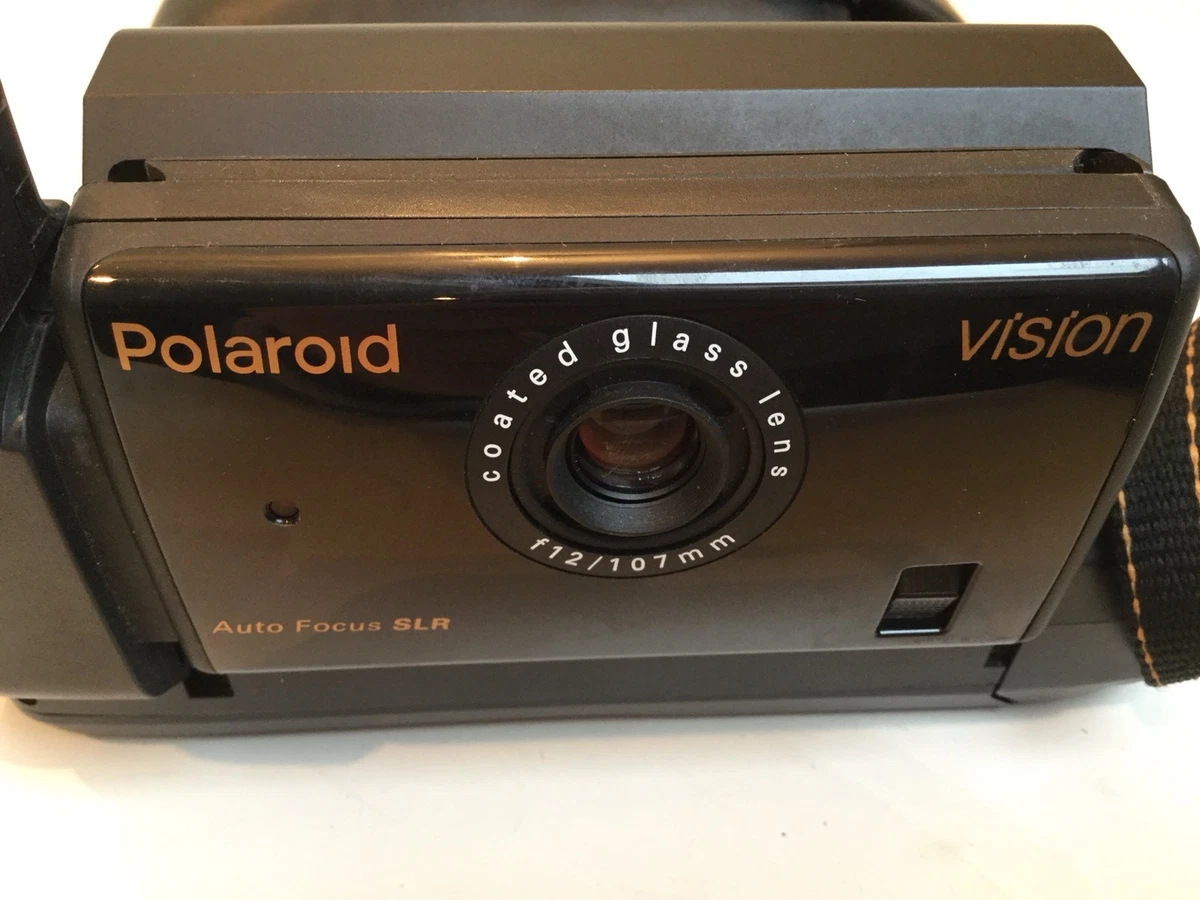 Polaroid
vision
coated glass lens
f12/107mm
Auto Focus SLR